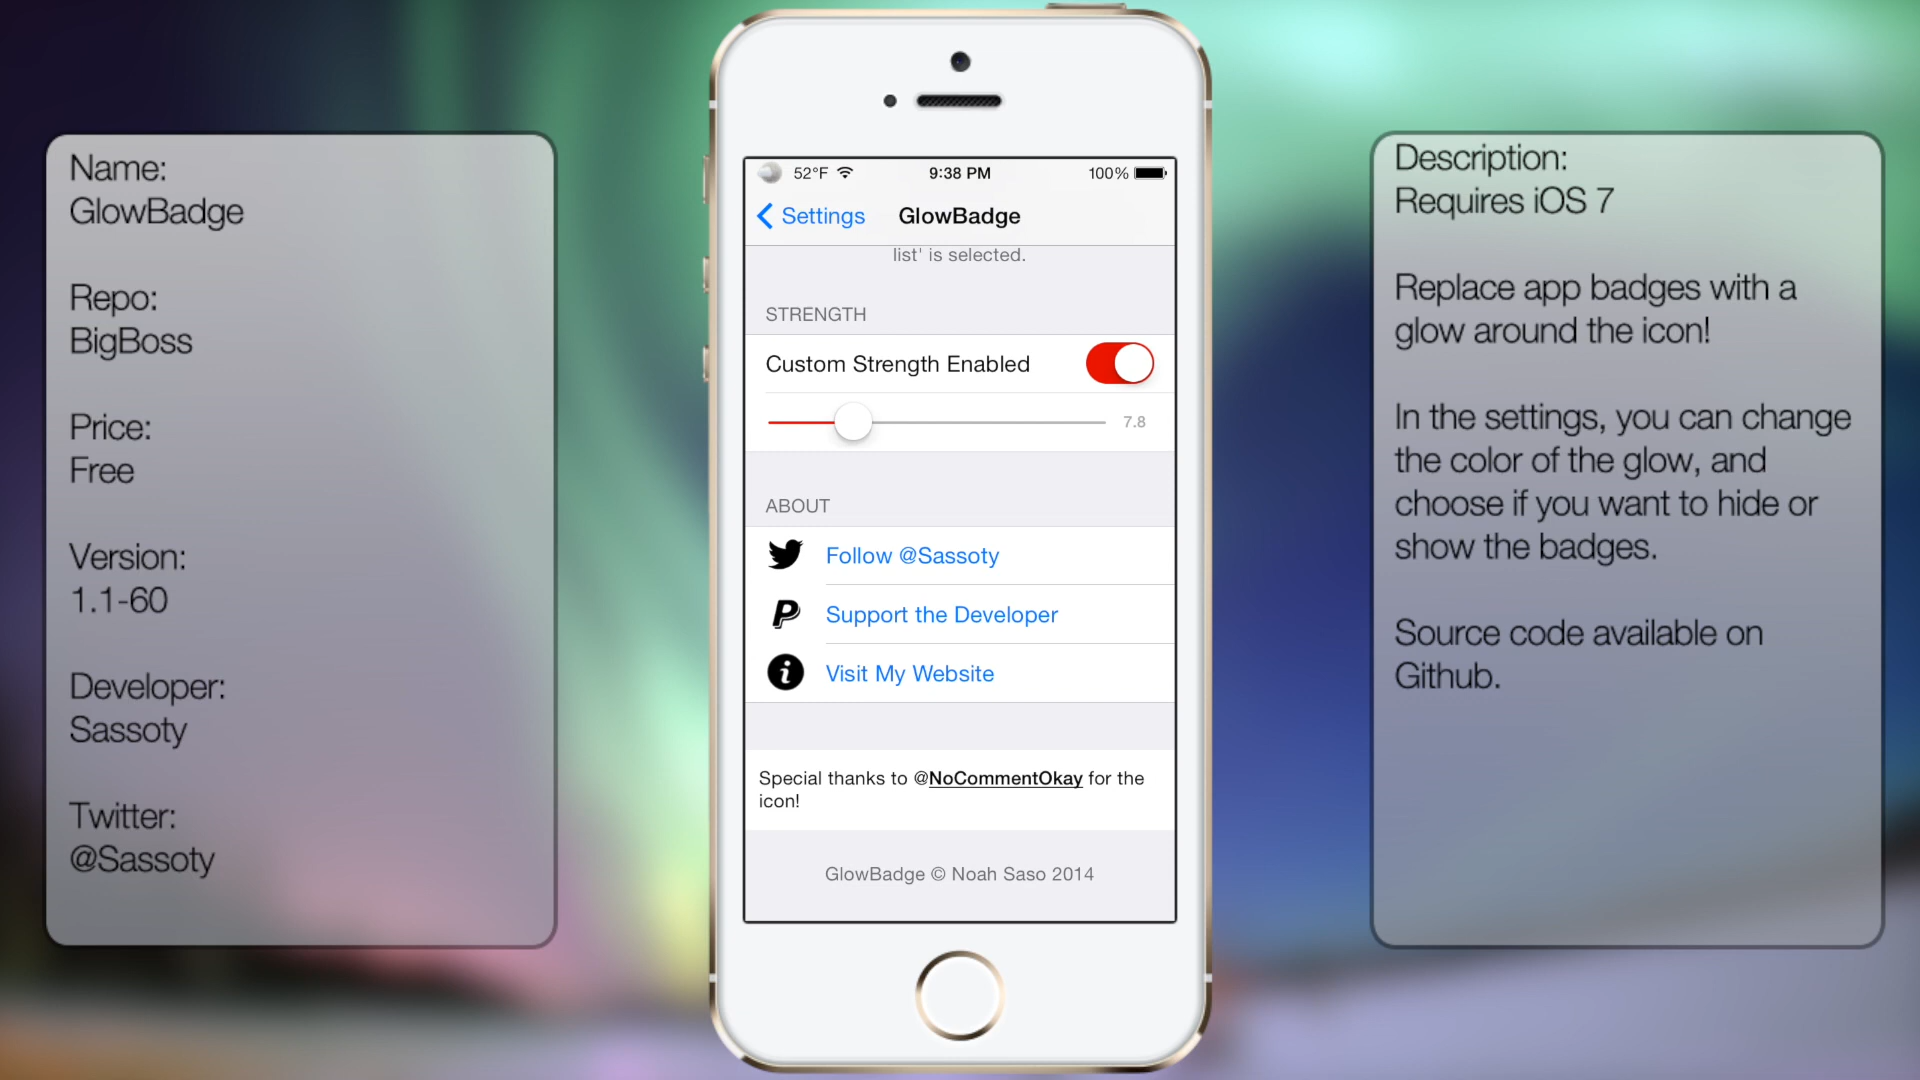 Name:
GlowBadge
Repo:
BigBoss
Price:
Free
Version:
1.1-60
Developer:
Sassoty
Twitter:
@Sassoty
52°F
9:38 PM
100%
Settings
GlowBadge
list' is selected.
STRENGTH
Custom Strength Enabled
7.8
ABOUT
Follow @Sassoty
Support the Developer
Visit My Website
Special thanks to @NoCommentOkay for the
icon!
GlowBadge © Noah Saso 2014
Description:
Requires iOS 7
Replace app badges with a
glow around the icon!
In the settings, you can change
the color of the glow, and
choose if you want to hide or
show the badges.
Source code available on
Github.